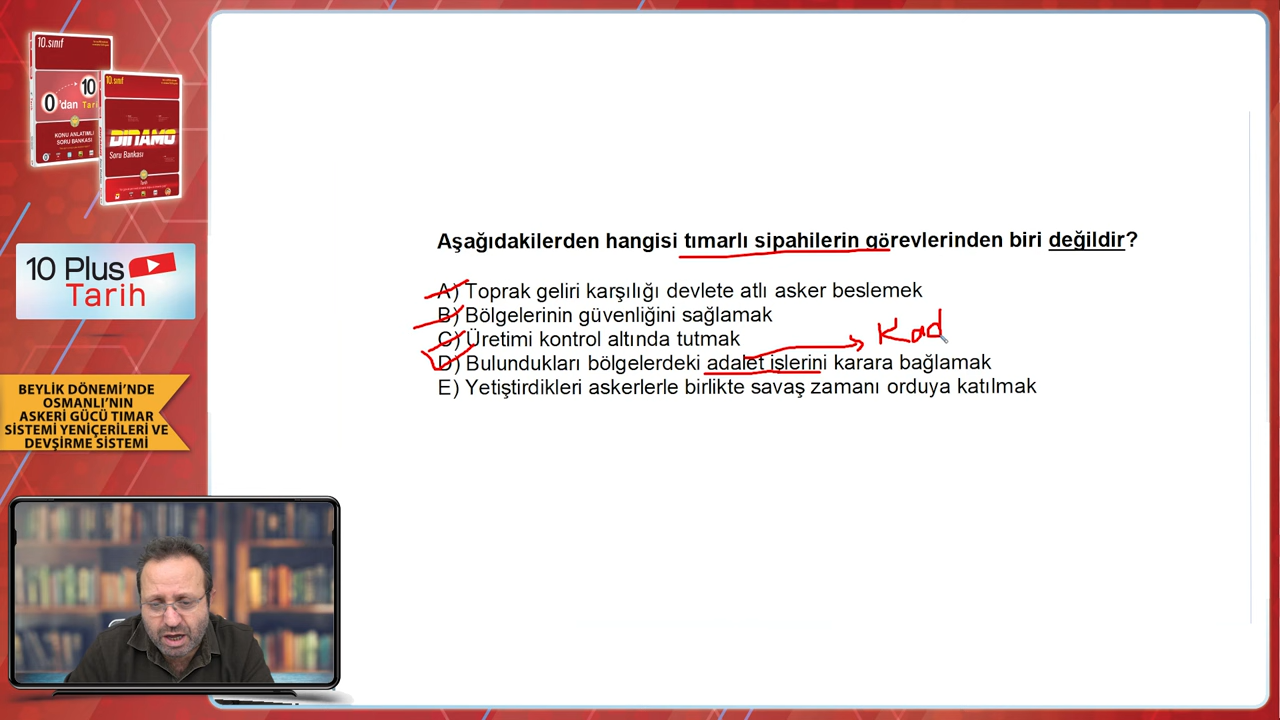 10.sınıf
0'dan 10
Tarih
KONU ANLATIMLI
SORU BANKASI
10.sınıf
DİNAMO
Soru Bankası
Tarih
10 Plus
Tarih
BEYLİK DÖNEMİ'NDE
OSMANLI'NIN
ASKERİ GÜCÜ TIMAR
SİSTEMİ YENİÇERİLERİ VE
DEVŞİRME SİSTEMİ
Aşağıdakilerden hangisi tımarlı sipahilerin görevlerinden biri değildir?
A) Toprak geliri karşılığı devlete atlı asker beslemek
B) Bölgelerinin güvenliğini sağlamak
C) Üretimi kontrol altında tutmak
Kad
D) Bulundukları bölgelerdeki adalet işlerini karara bağlamak
E) Yetiştirdikleri askerlerle birlikte savaş zamanı orduya katılmak